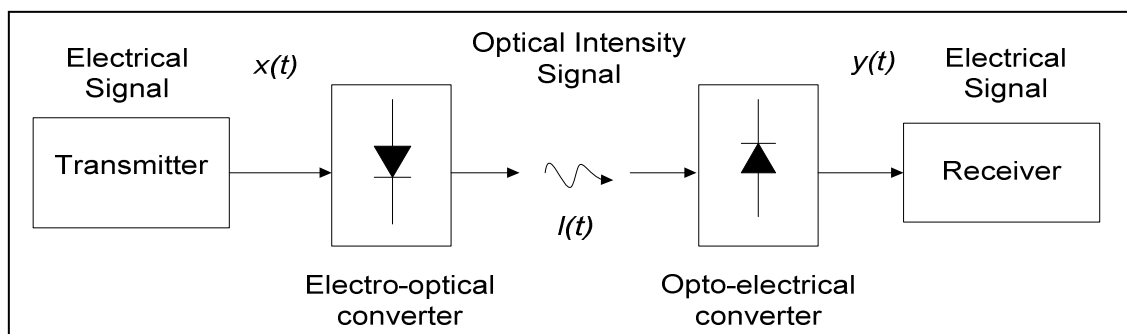 Electrical
Signal
x(t)
Optical Intensity
Signal
y(t)
Electrical
Signal
Transmitter
Receiver
I(t)
Electro-optical
converter
Opto-electrical
converter